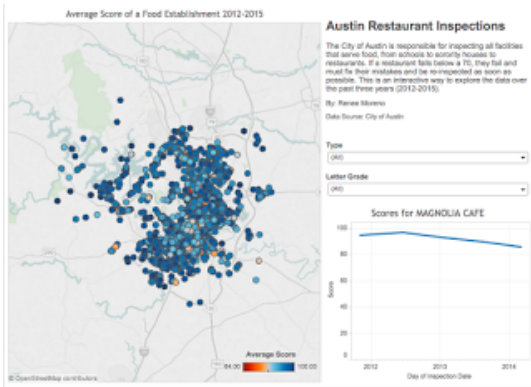 Average Score of a Food Establishment 2012-2015
Austin Restaurant Inspections
The City of Austin is responsible for inspecting all facilities
that serve food, from schools to sorority houses to
restaurants. If a restaurant falls below a 70, they fail and
must fix their mistakes and be re-inspected as soon as
possible. This is an interactive way to explore the data over
the past three years (2012-2015).
By: Renee Moreno
Data Source: City of Austin
Type
(All)
Letter Grade
(All)
Scores for MAGNOLIA CAFE
100
80
60
40
20
0
Score
2012
2013
2014
Day of Inspection Date
Average Score
64.00
100.00
© OpenStreetMap contributors